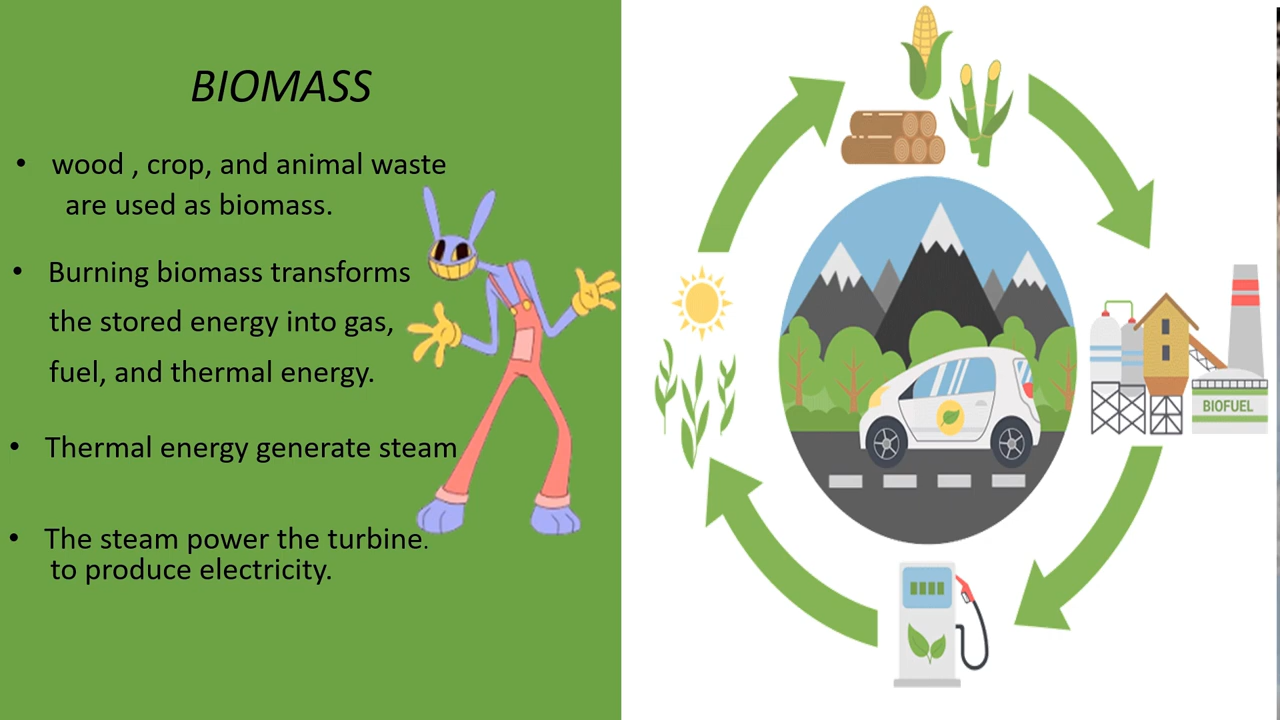 BIOMASS
• wood , crop, and animal waste
are used as biomass.
• Burning biomass transforms
the stored energy into gas,
fuel, and thermal energy.
• Thermal energy generate steam
• The steam power the turbine.
to produce electricity.
BIOFUEL